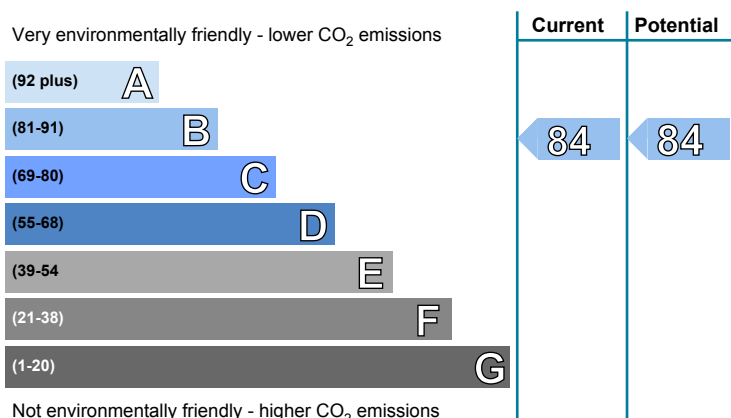 Very environmentally friendly - lower CO₂ emissions
Current
Potential
(92 plus) A
(81-91) B
84
84
(69-80) C
(55-68) D
(39-54 E
(21-38) F
(1-20) G
Not environmentally friendly - higher CO₂ emissions